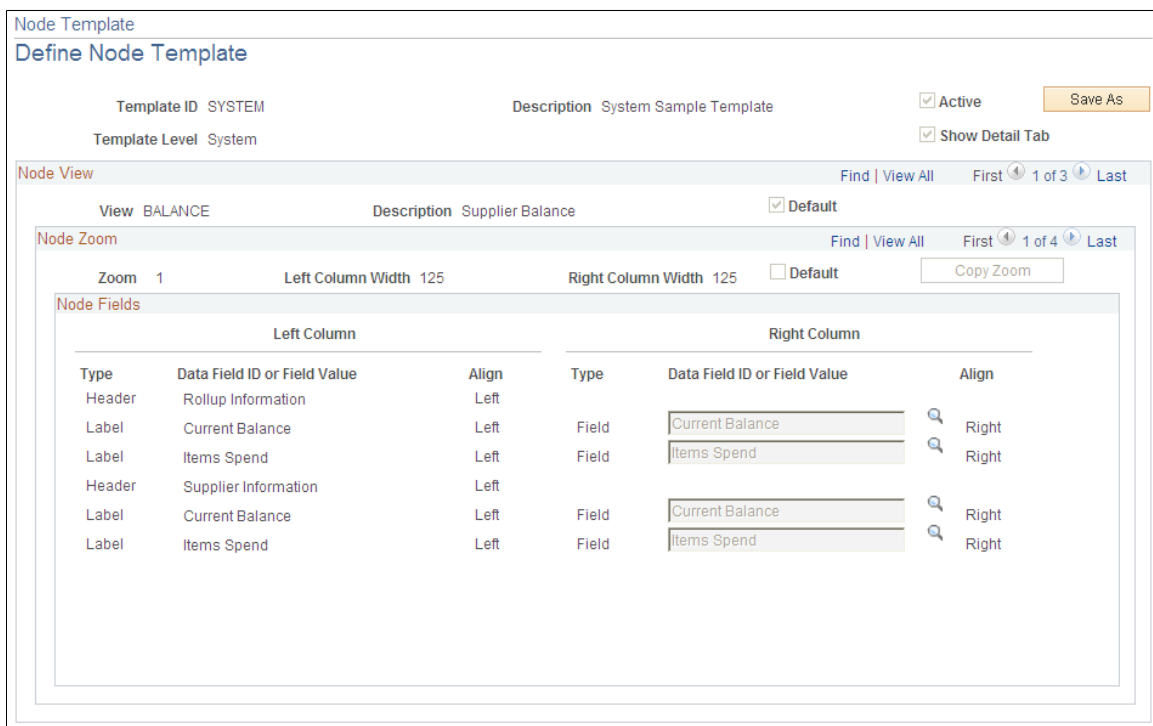 Node Template
Define Node Template
Template ID SYSTEM Description System Sample Template Active Save As
Template Level System Show Detail Tab
Node View Find | View All First 1 of 3 Last
View BALANCE Description Supplier Balance Default
Node Zoom Find | View All First 1 of 4 Last
Zoom 1 Left Column Width 125 Right Column Width 125 Default Copy Zoom
Node Fields
Left Column Right Column
Type Data Field ID or Field Value Align Type Data Field ID or Field Value Align
Header Rollup Information Left
Label Current Balance Left Field Current Balance Right
Label Items Spend Left Field Items Spend Right
Header Supplier Information Left
Label Current Balance Left Field Current Balance Right
Label Items Spend Left Field Items Spend Right